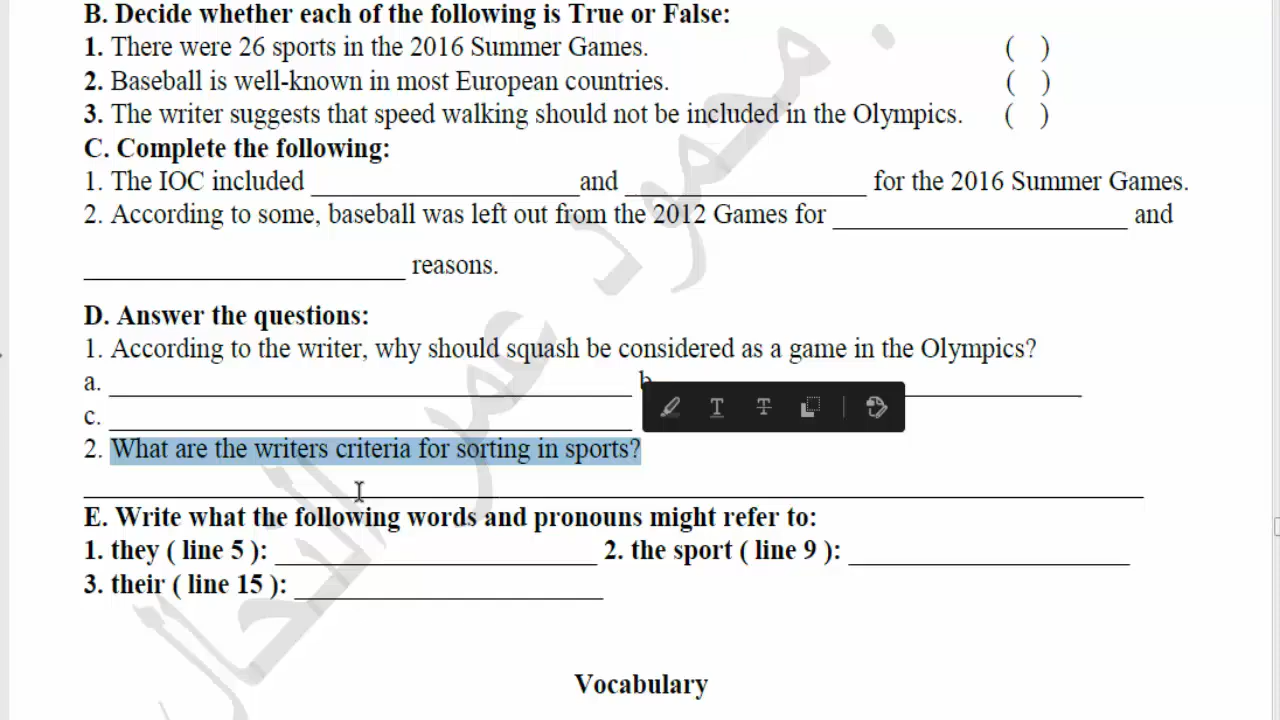 B. Decide whether each of the following is True or False:
1. There were 26 sports in the 2016 Summer Games. ( )
2. Baseball is well-known in most European countries. ( )
3. The writer suggests that speed walking should not be included in the Olympics. ( )
C. Complete the following:
1. The IOC included ____________________ and __________________ for the 2016 Summer Games.
2. According to some, baseball was left out from the 2012 Games for ______________________ and
________________________ reasons.
D. Answer the questions:
1. According to the writer, why should squash be considered as a game in the Olympics?
a. _______________________________________ b
c. _______________________________________
2. What are the writers criteria for sorting in sports?
E. Write what the following words and pronouns might refer to:
1. they ( line 5 ): ________________________ 2. the sport ( line 9 ): _____________________
3. their ( line 15 ): _______________________
Vocabulary
محمود عمر